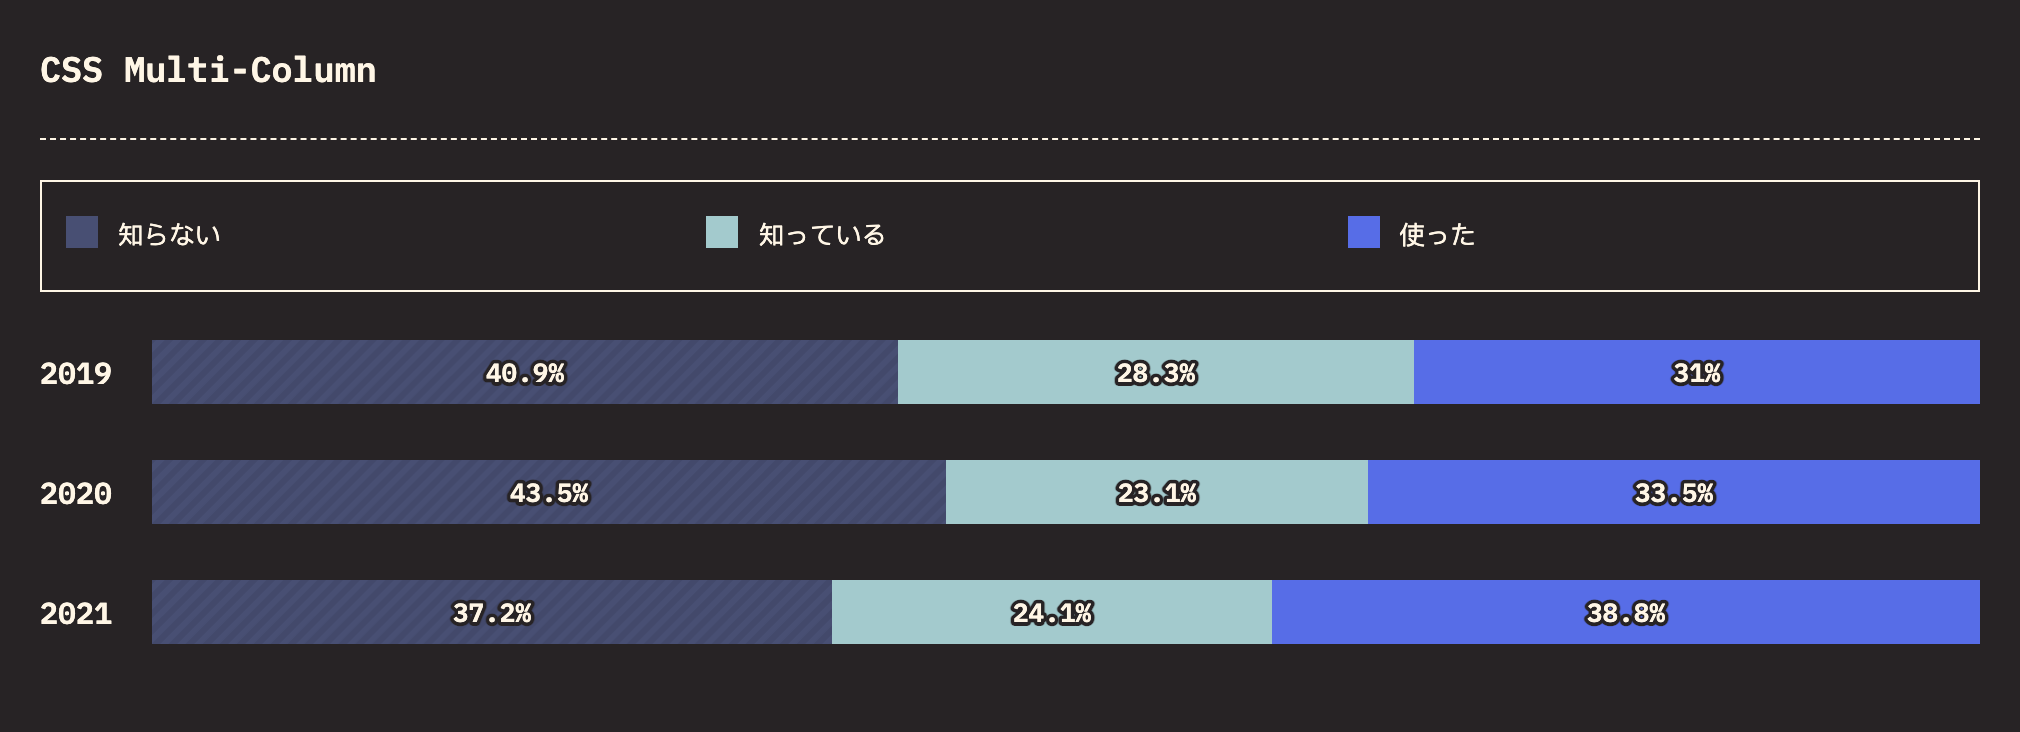 CSS Multi-Column
知らない 知っている 使った
2019 40.9% 28.3% 31%
2020 43.5% 23.1% 33.5%
2021 37.2% 24.1% 38.8%